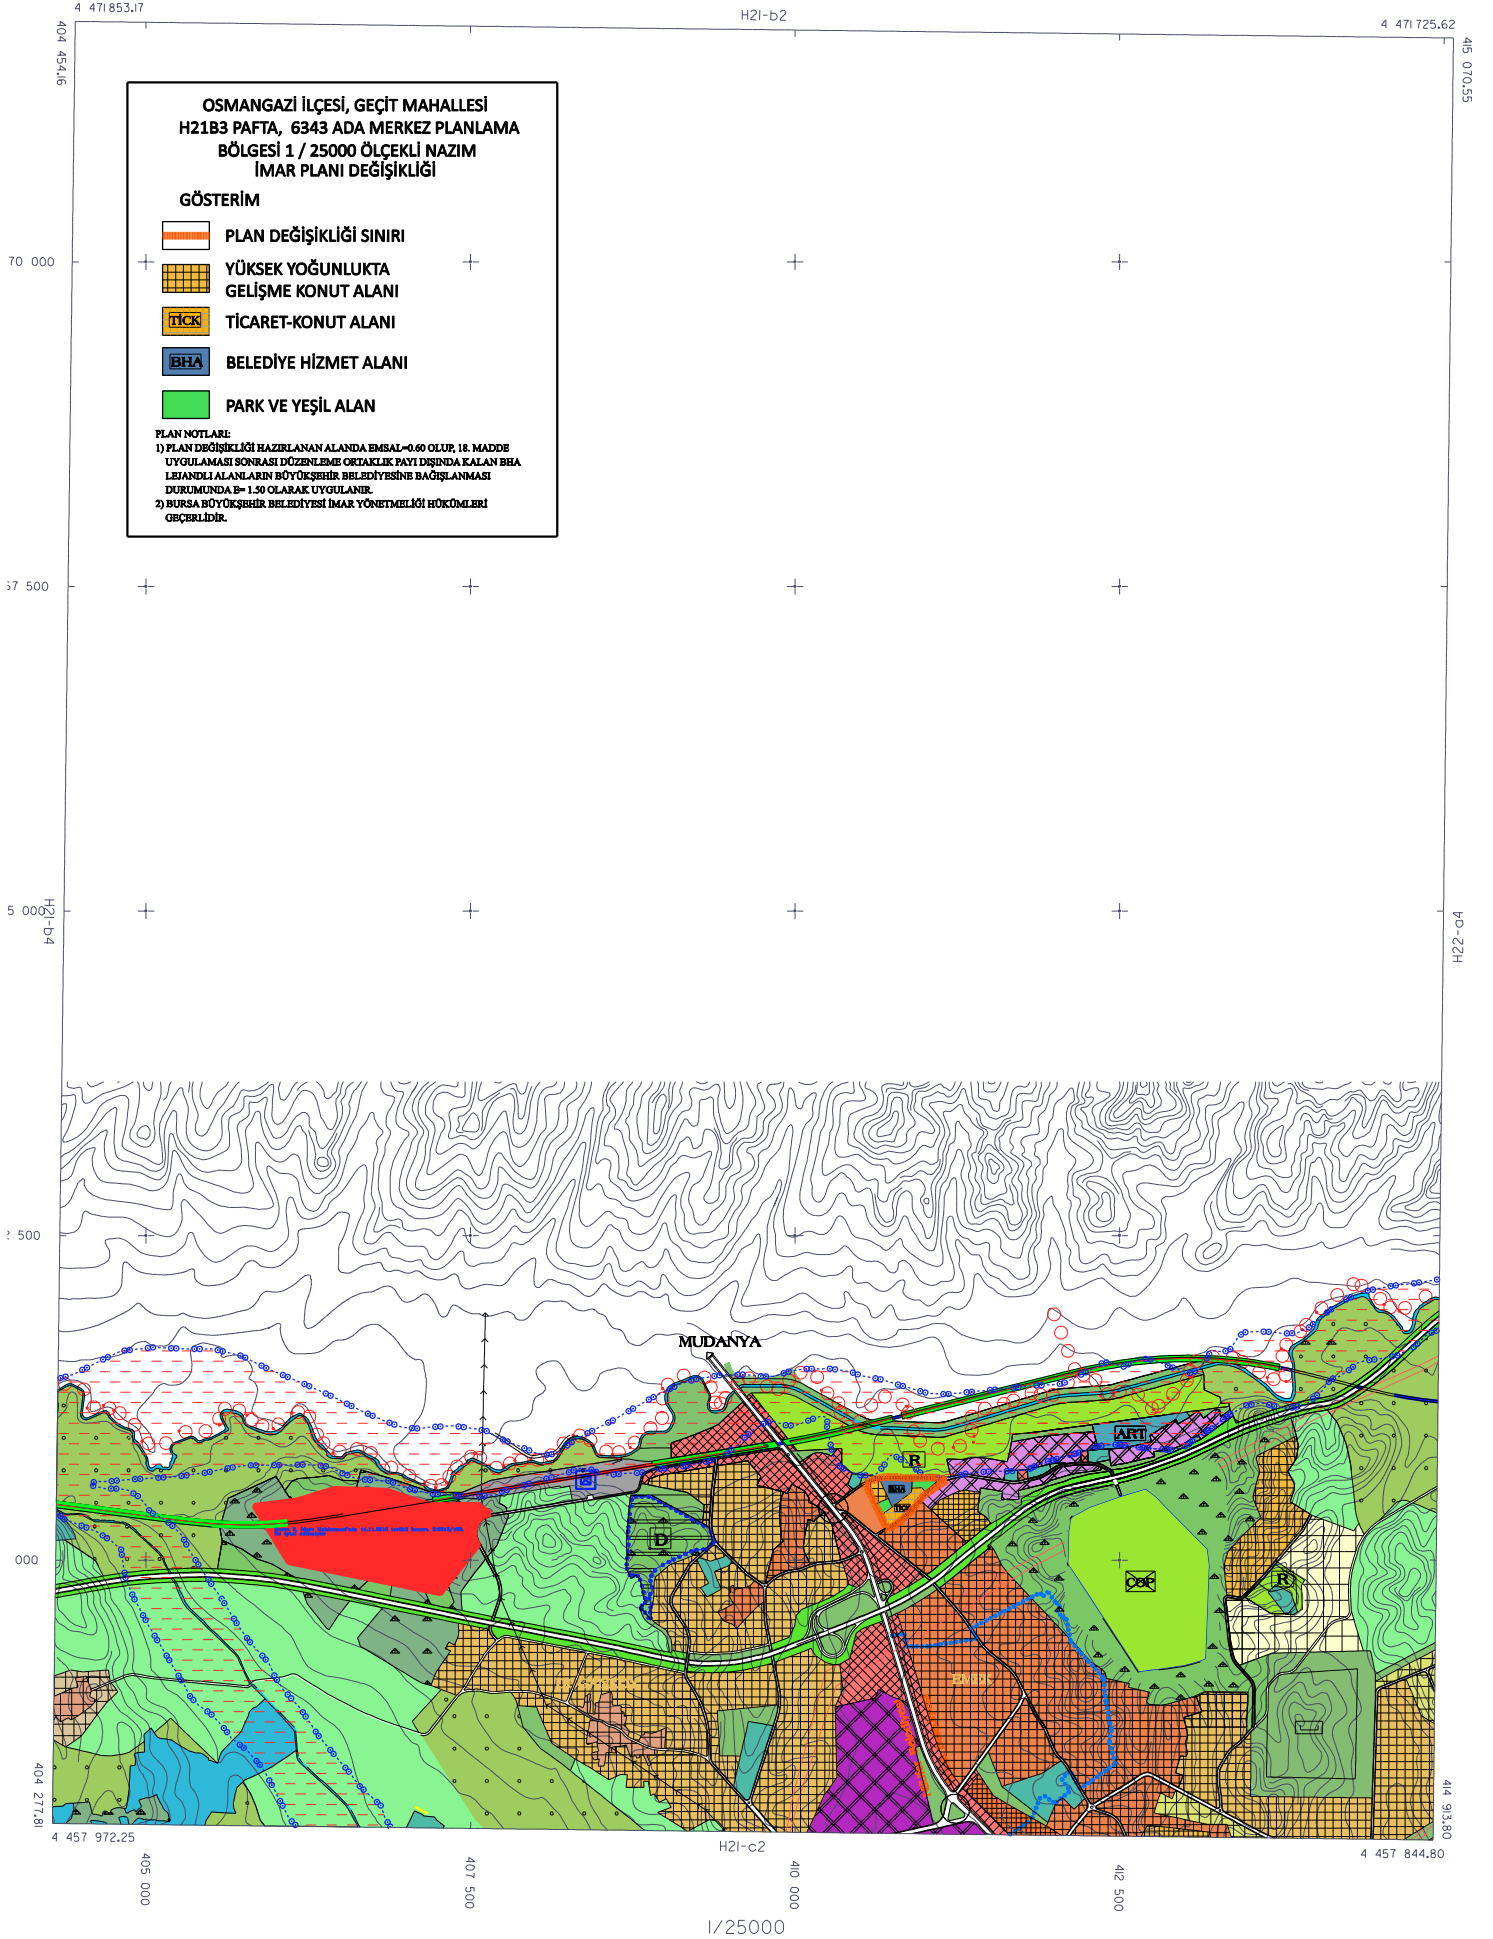 4 471 853.17
H21-b2
4 471 725.62
404 454.16
415 070.55
OSMANGAZİ İLÇESİ, GEÇİT MAHALLESİ
H21B3 PAFTA, 6343 ADA MERKEZ PLANLAMA
BÖLGESİ 1 / 25000 ÖLÇEKLİ NAZIM
İMAR PLANI DEĞİŞİKLİĞİ
GÖSTERİM
PLAN DEĞİŞİKLİĞİ SINIRI
YÜKSEK YOĞUNLUKTA
GELİŞME KONUT ALANI
TİCK TİCARET-KONUT ALANI
BHA BELEDİYE HİZMET ALANI
PARK VE YEŞİL ALAN
PLAN NOTLARI:
1) PLAN DEĞİŞİKLİĞİ HAZIRLANAN ALANDA EMSAL=0.60 OLUP, 18. MADDE
UYGULAMASI SONRASI DÜZENLEME ORTAKLIK PAYI DIŞINDA KALAN BHA
LEJANDLI ALANLARIN BÜYÜKŞEHİR BELEDİYESİNE BAĞIŞLANMASI
DURUMUNDA E= 1.50 OLARAK UYGULANIR.
2) BURSA BÜYÜKŞEHİR BELEDİYESİ İMAR YÖNETMELİĞİ HÜKÜMLERİ
GEÇERLİDİR.
70 000
57 500
5 000
H21-b4
H22-a4
2 500
MUDANYA
ART
R
BHA
TİCK
D
000
ÇÖP
R
404 277.81
414 913.80
4 457 972.25
H21-c2
4 457 844.80
405 000
407 500
410 000
412 500
1/25000